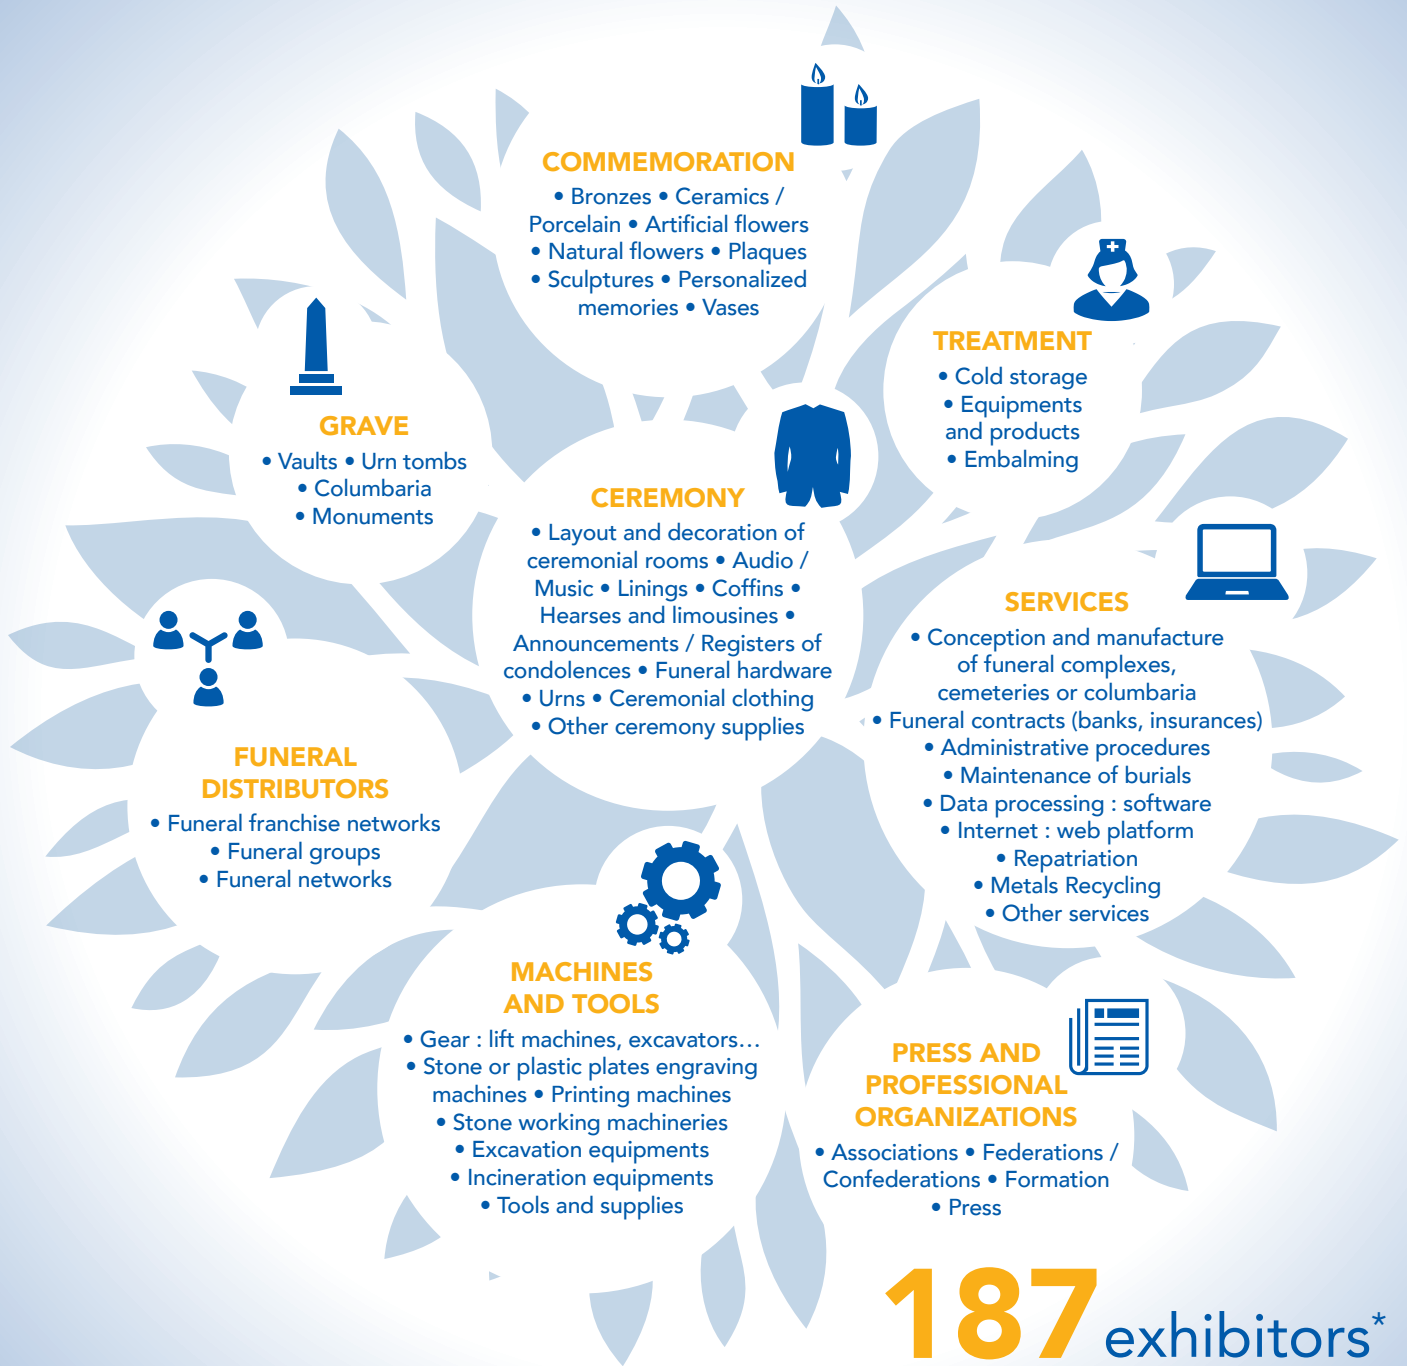 COMMEMORATION
• Bronzes • Ceramics /
Porcelain • Artificial flowers
• Natural flowers • Plaques
• Sculptures • Personalized
memories • Vases
TREATMENT
• Cold storage
• Equipments
and products
• Embalming
GRAVE
• Vaults • Urn tombs
• Columbaria
• Monuments
CEREMONY
• Layout and decoration of
ceremonial rooms • Audio /
Music • Linings • Coffins •
Hearses and limousines •
Announcements / Registers of
condolences • Funeral hardware
• Urns • Ceremonial clothing
• Other ceremony supplies
SERVICES
• Conception and manufacture
of funeral complexes,
cemeteries or columbaria
• Funeral contracts (banks, insurances)
• Administrative procedures
• Maintenance of burials
• Data processing : software
• Internet : web platform
• Repatriation
• Metals Recycling
• Other services
FUNERAL
DISTRIBUTORS
• Funeral franchise networks
• Funeral groups
• Funeral networks
MACHINES
AND TOOLS
• Gear : lift machines, excavators…
• Stone or plastic plates engraving
machines • Printing machines
• Stone working machineries
• Excavation equipments
• Incineration equipments
• Tools and supplies
PRESS AND
PROFESSIONAL
ORGANIZATIONS
• Associations • Federations /
Confederations • Formation
• Press
187 exhibitors*